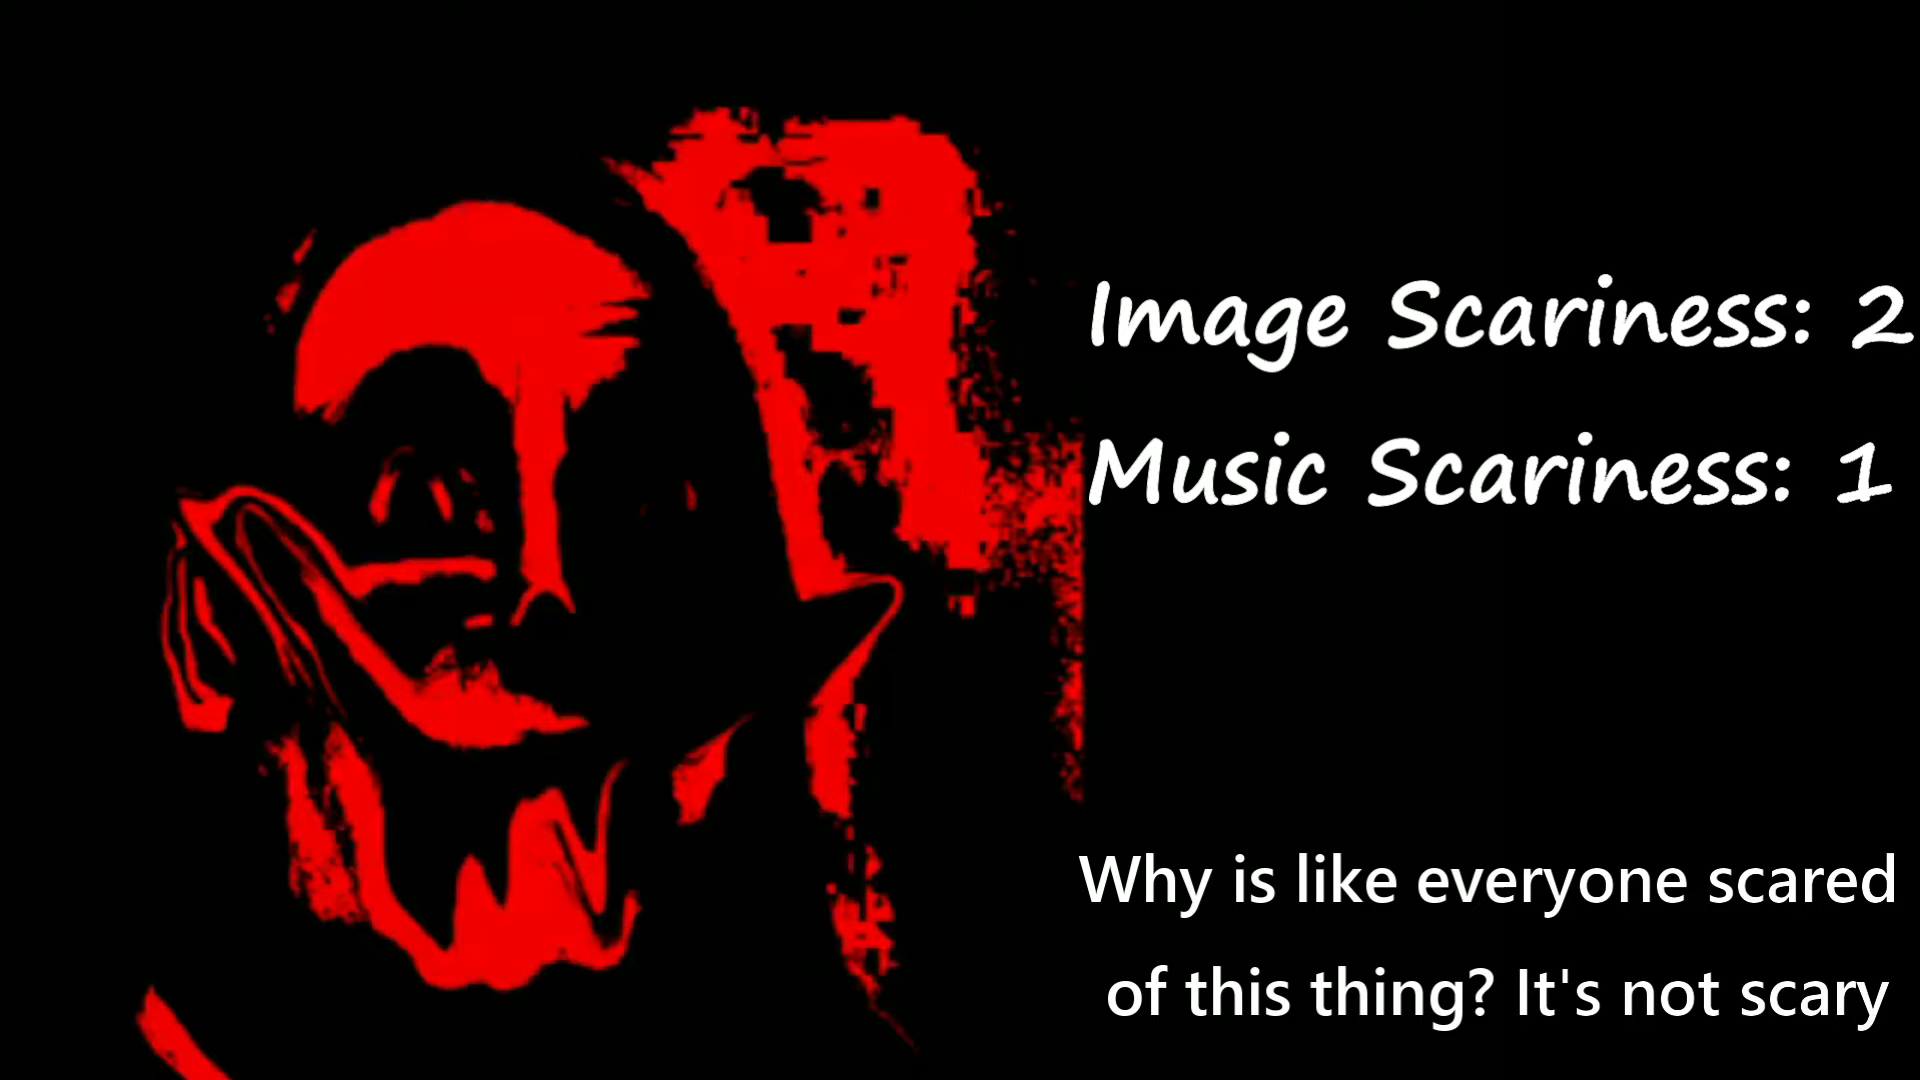 Image Scariness: 2
Music Scariness: 1
Why is like everyone scared
of this thing? It's not scary